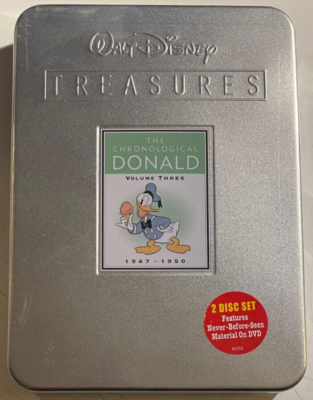 WALT DISNEY
TREASURES
THE
CHRONOLOGICAL
DONALD
VOLUME THREE
1947 - 1950
2 DISC SET
Features
Never-Before-Seen
Material On DVD